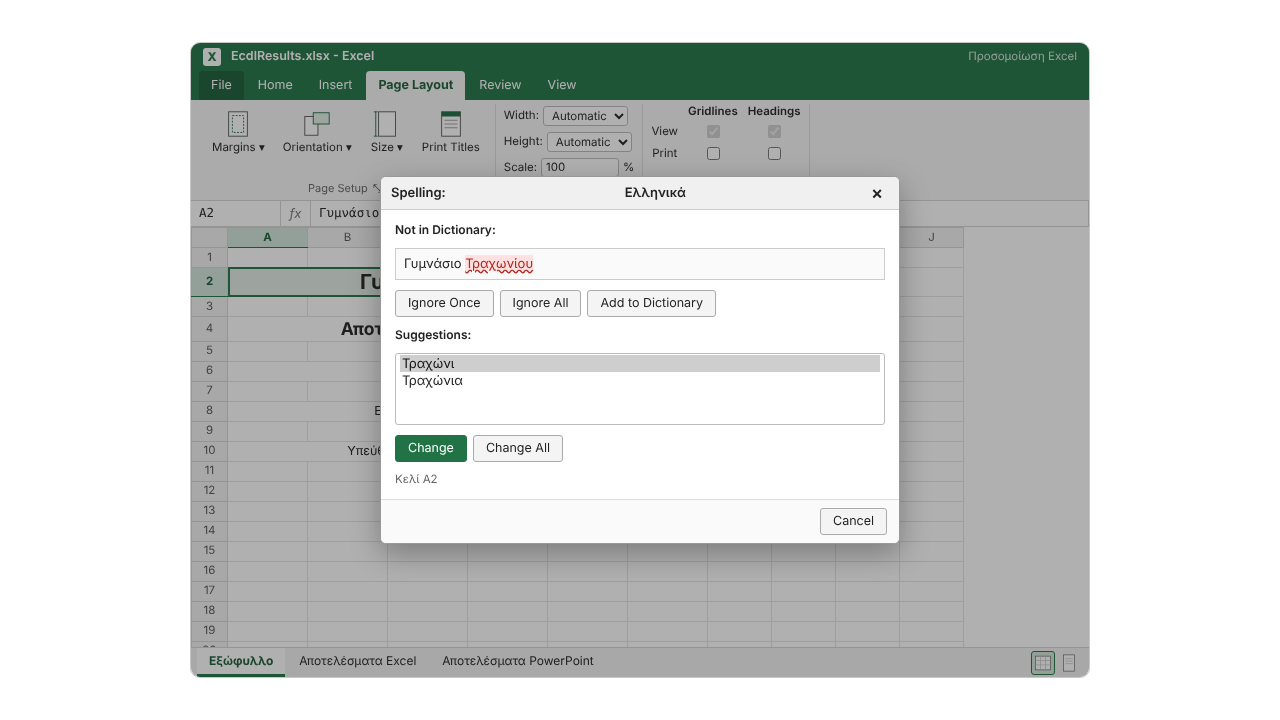 X EcdlResults.xlsx - Excel Προσομοίωση Excel
File Home Insert Page Layout Review View
Margins ▾ Orientation ▾ Size ▾ Print Titles
Page Setup
Width: Automatic
Height: Automatic
Scale: 100 %
Gridlines Headings
View
Print
A2 fx Γυμνάσιο
A B J
1
2 Γυ
3
4 Αποτ
5
6
7
8 Ε
9
10 Υπεύθ
11
12
13
14
15
16
17
18
19
Spelling: Ελληνικά ×
Not in Dictionary:
Γυμνάσιο Τραχωνίου
Ignore Once Ignore All Add to Dictionary
Suggestions:
Τραχώνι
Τραχώνια
Change Change All
Κελί A2
Cancel
Εξώφυλλο Αποτελέσματα Excel Αποτελέσματα PowerPoint